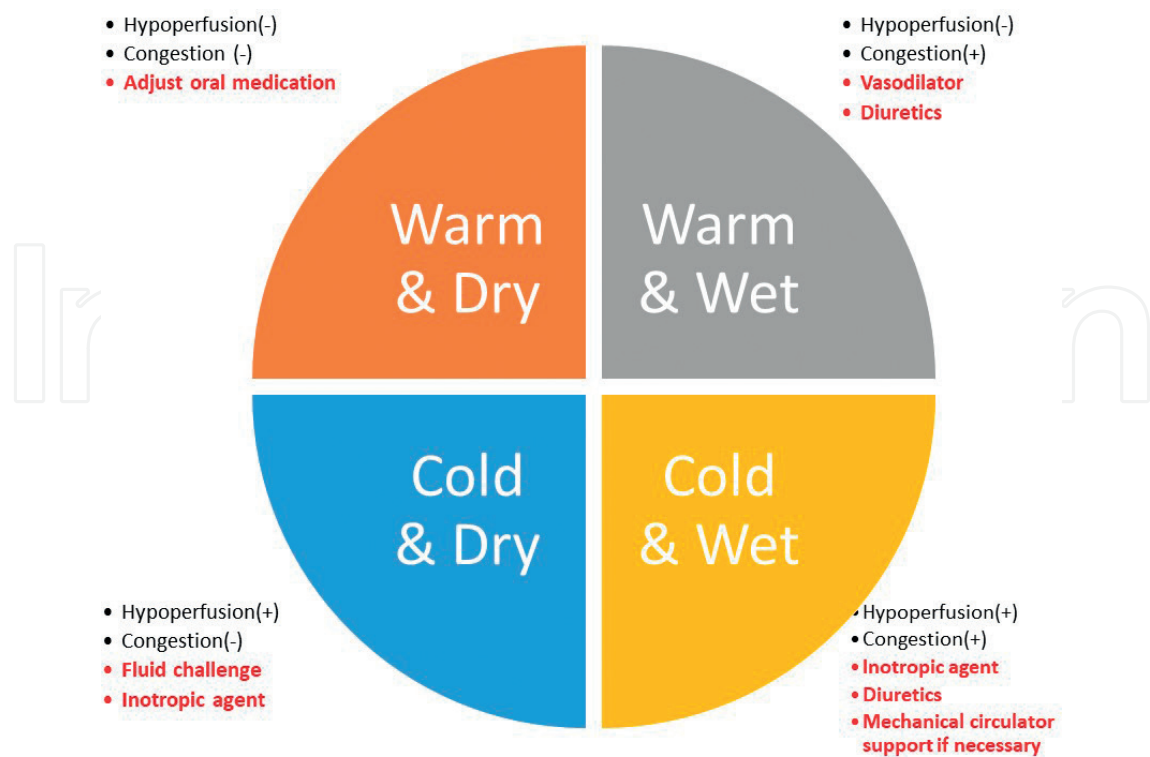 • Hypoperfusion(-)
• Congestion (-)
• Adjust oral medication
• Hypoperfusion(-)
• Congestion(+)
• Vasodilator
• Diuretics
Warm
& Dry
Warm
& Wet
Cold
& Dry
Cold
& Wet
• Hypoperfusion(+)
• Congestion(-)
• Fluid challenge
• Inotropic agent
• Hypoperfusion(+)
• Congestion(+)
• Inotropic agent
• Diuretics
• Mechanical circulator
support if necessary